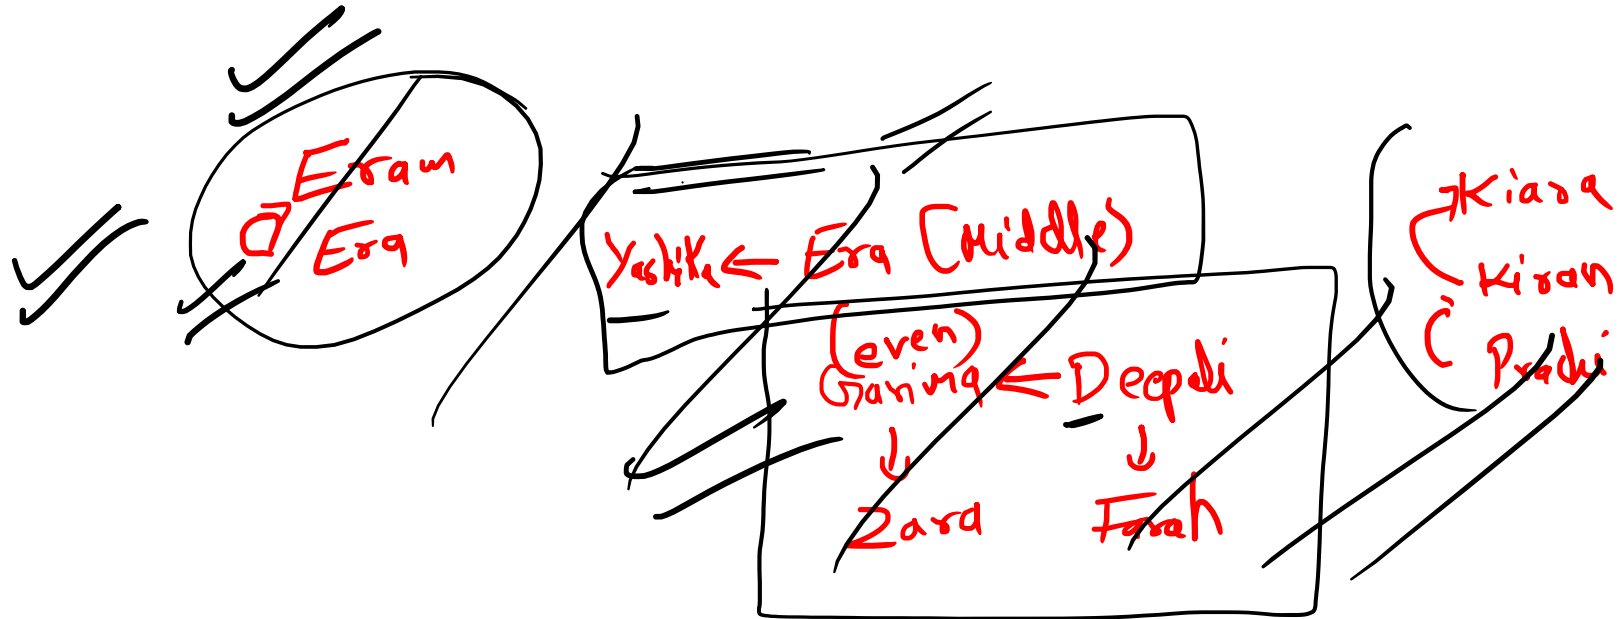 Eram
Era
Yashika ← Era (Middle)
(even)
Garima ← Deepali
Zara
Farah
Kiara
Kiran
Prachi